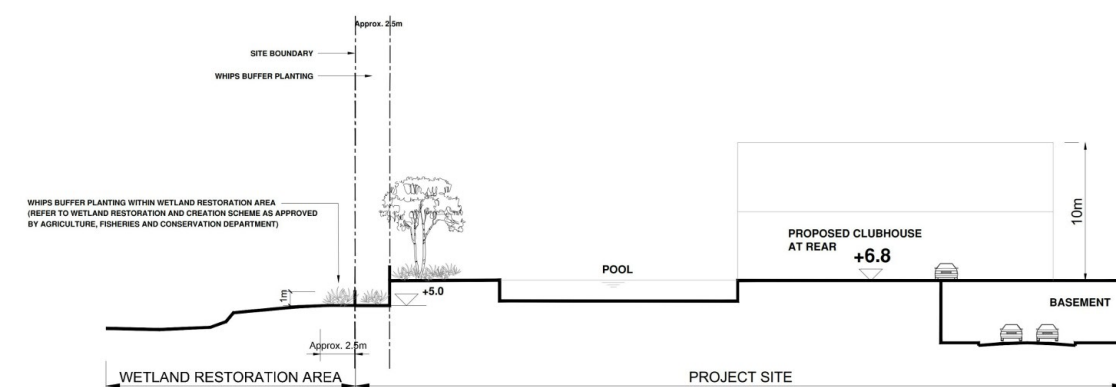 Approx. 2.5m
SITE BOUNDARY
WHIPS BUFFER PLANTING
WHIPS BUFFER PLANTING WITHIN WETLAND RESTORATION AREA
(REFER TO WETLAND RESTORATION AND CREATION SCHEME AS APPROVED
BY AGRICULTURE, FISHERIES AND CONSERVATION DEPARTMENT)
1m
+5.0
Approx. 2.5m
POOL
PROPOSED CLUBHOUSE
AT REAR
+6.8
10m
BASEMENT
WETLAND RESTORATION AREA
PROJECT SITE